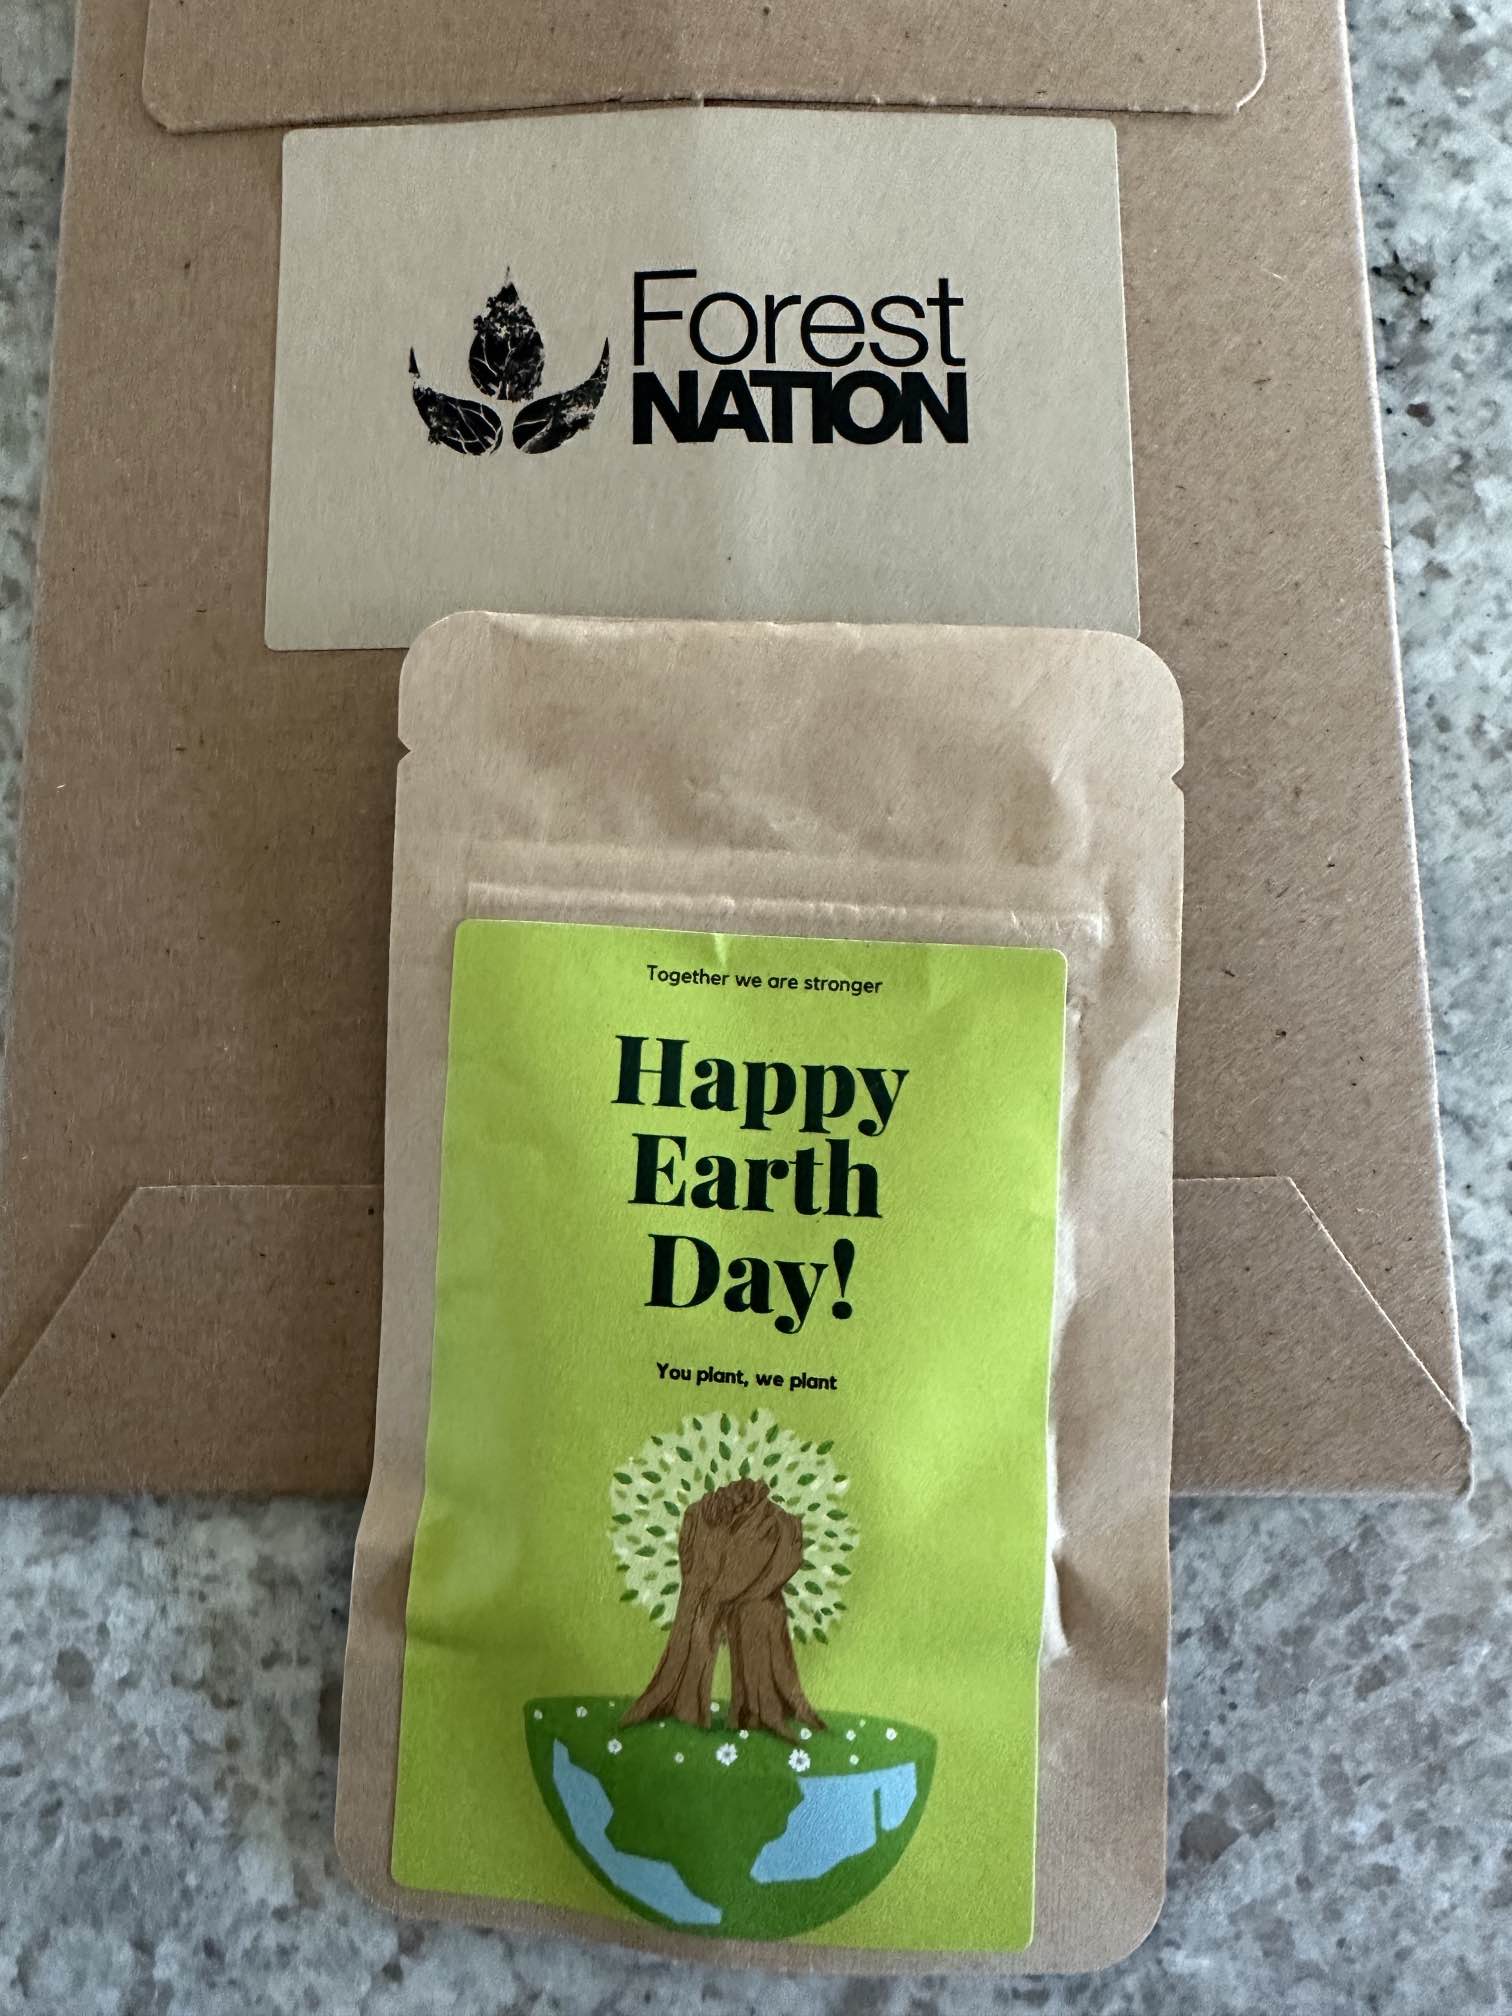 Forest
NATION
Together we are stronger
Happy
Earth
Day!
You plant, we plant